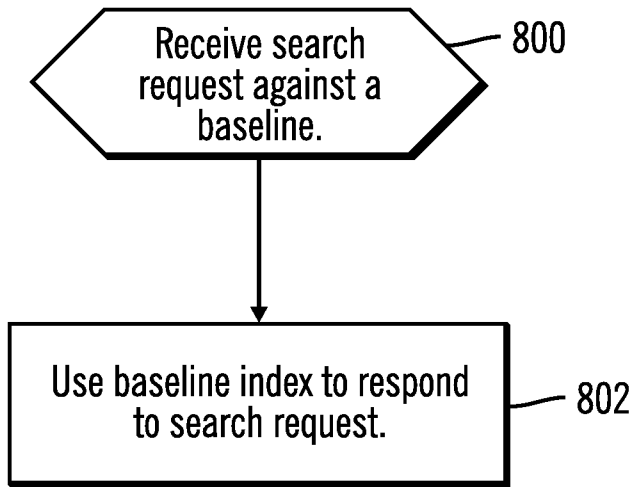 Receive search
request against a
baseline.
800
Use baseline index to respond
to search request.
802